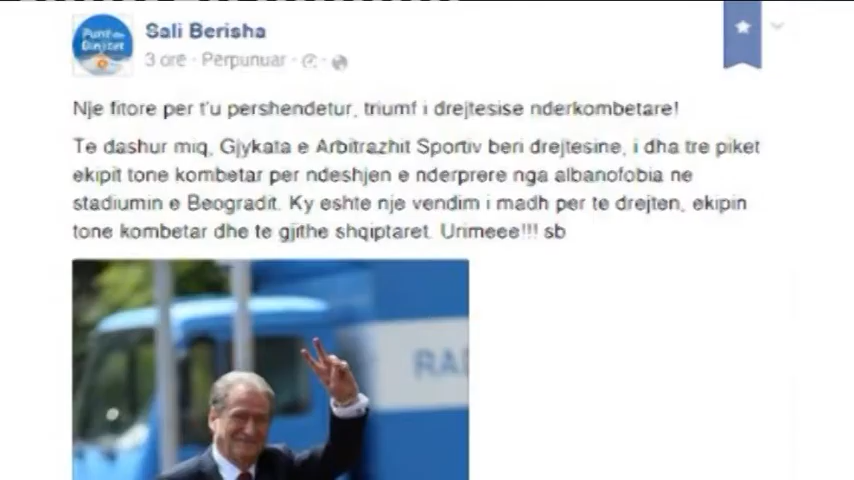 Sali Berisha
3 orë · Perpunuar ·
Nje fitore per t'u pershendetur, triumf i drejtesise nderkombetare!
Te dashur miq, Gjykata e Arbitrazhit Sportiv beri drejtesine, i dha tre piket
ekipit tone kombetar per ndeshjen e nderprere nga albanofobia ne
stadiumin e Beogradit. Ky eshte nje vendim i madh per te drejten, ekipin
tone kombetar dhe te gjithe shqiptaret. Urimeee!!! sb